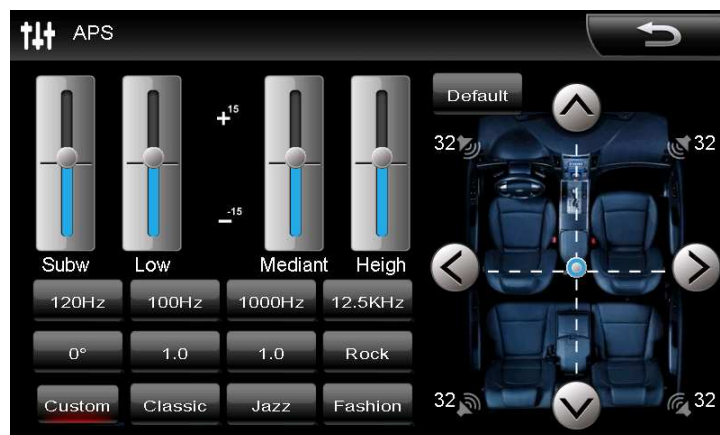 APS
Default
+15
-15
32 32
Subw Low Mediant Heigh
120Hz 100Hz 1000Hz 12.5KHz
0° 1.0 1.0 Rock
Custom Classic Jazz Fashion
32 32